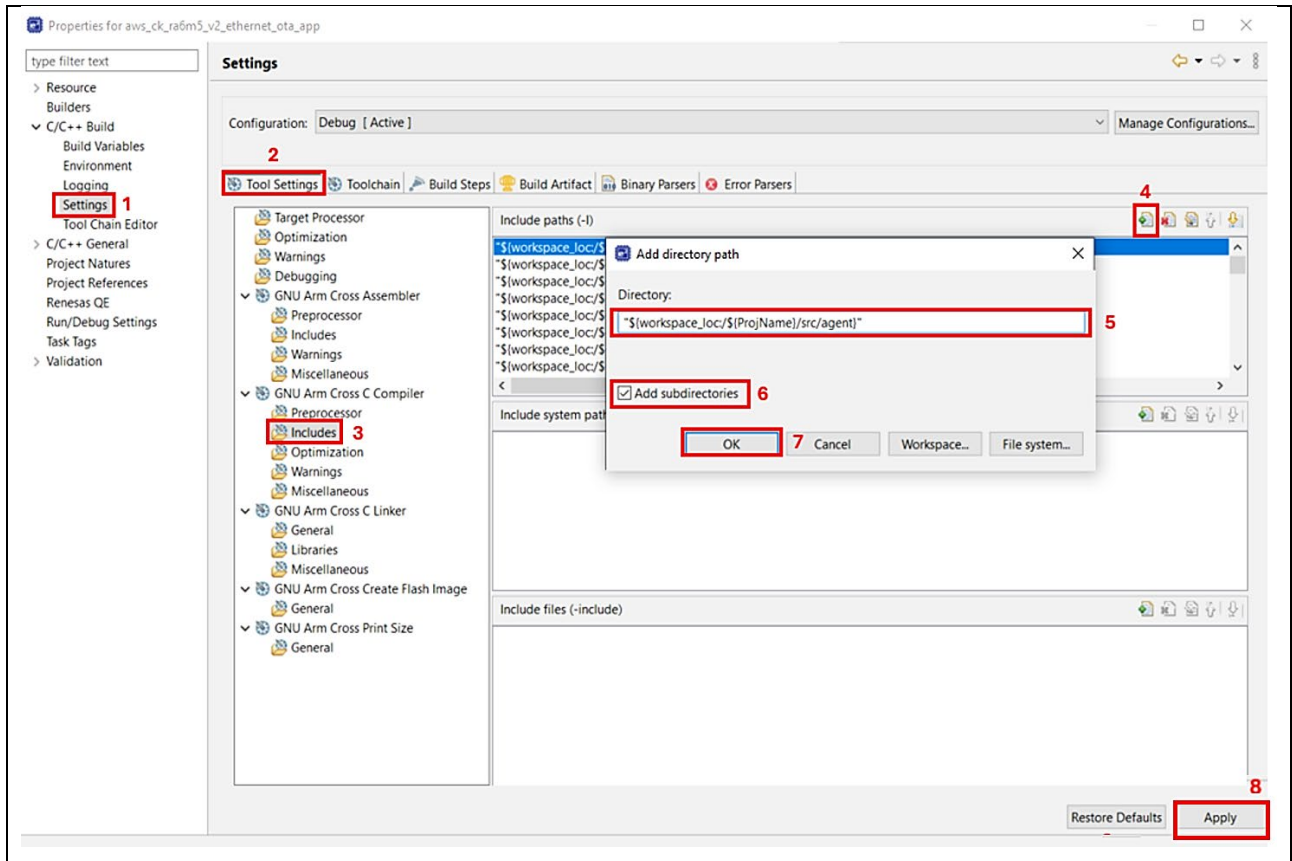 Properties for aws_ck_ra6m5_v2_ethernet_ota_app
type filter text
Settings
Resource
Builders
C/C++ Build
Build Variables
Environment
Logging
Settings 1
Tool Chain Editor
C/C++ General
Project Natures
Project References
Renesas QE
Run/Debug Settings
Task Tags
Validation
Configuration: Debug [ Active ]
Manage Configurations...
2
Tool Settings Toolchain Build Steps Build Artifact Binary Parsers Error Parsers
4
Target Processor
Optimization
Warnings
Debugging
GNU Arm Cross Assembler
Preprocessor
Includes
Warnings
Miscellaneous
GNU Arm Cross C Compiler
Preprocessor
Includes 3
Optimization
Warnings
Miscellaneous
GNU Arm Cross C Linker
General
Libraries
Miscellaneous
GNU Arm Cross Create Flash Image
General
GNU Arm Cross Print Size
General
Include paths (-I)
"${workspace_loc:/$
"${workspace_loc:/$
"${workspace_loc:/$
"${workspace_loc:/$
"${workspace_loc:/$
"${workspace_loc:/$
"${workspace_loc:/$
"${workspace_loc:/$
Add directory path
Directory:
"${workspace_loc:/${ProjName}/src/agent}" 5
Add subdirectories 6
OK 7 Cancel Workspace... File system...
Include system pat
Include files (-include)
8
Restore Defaults Apply